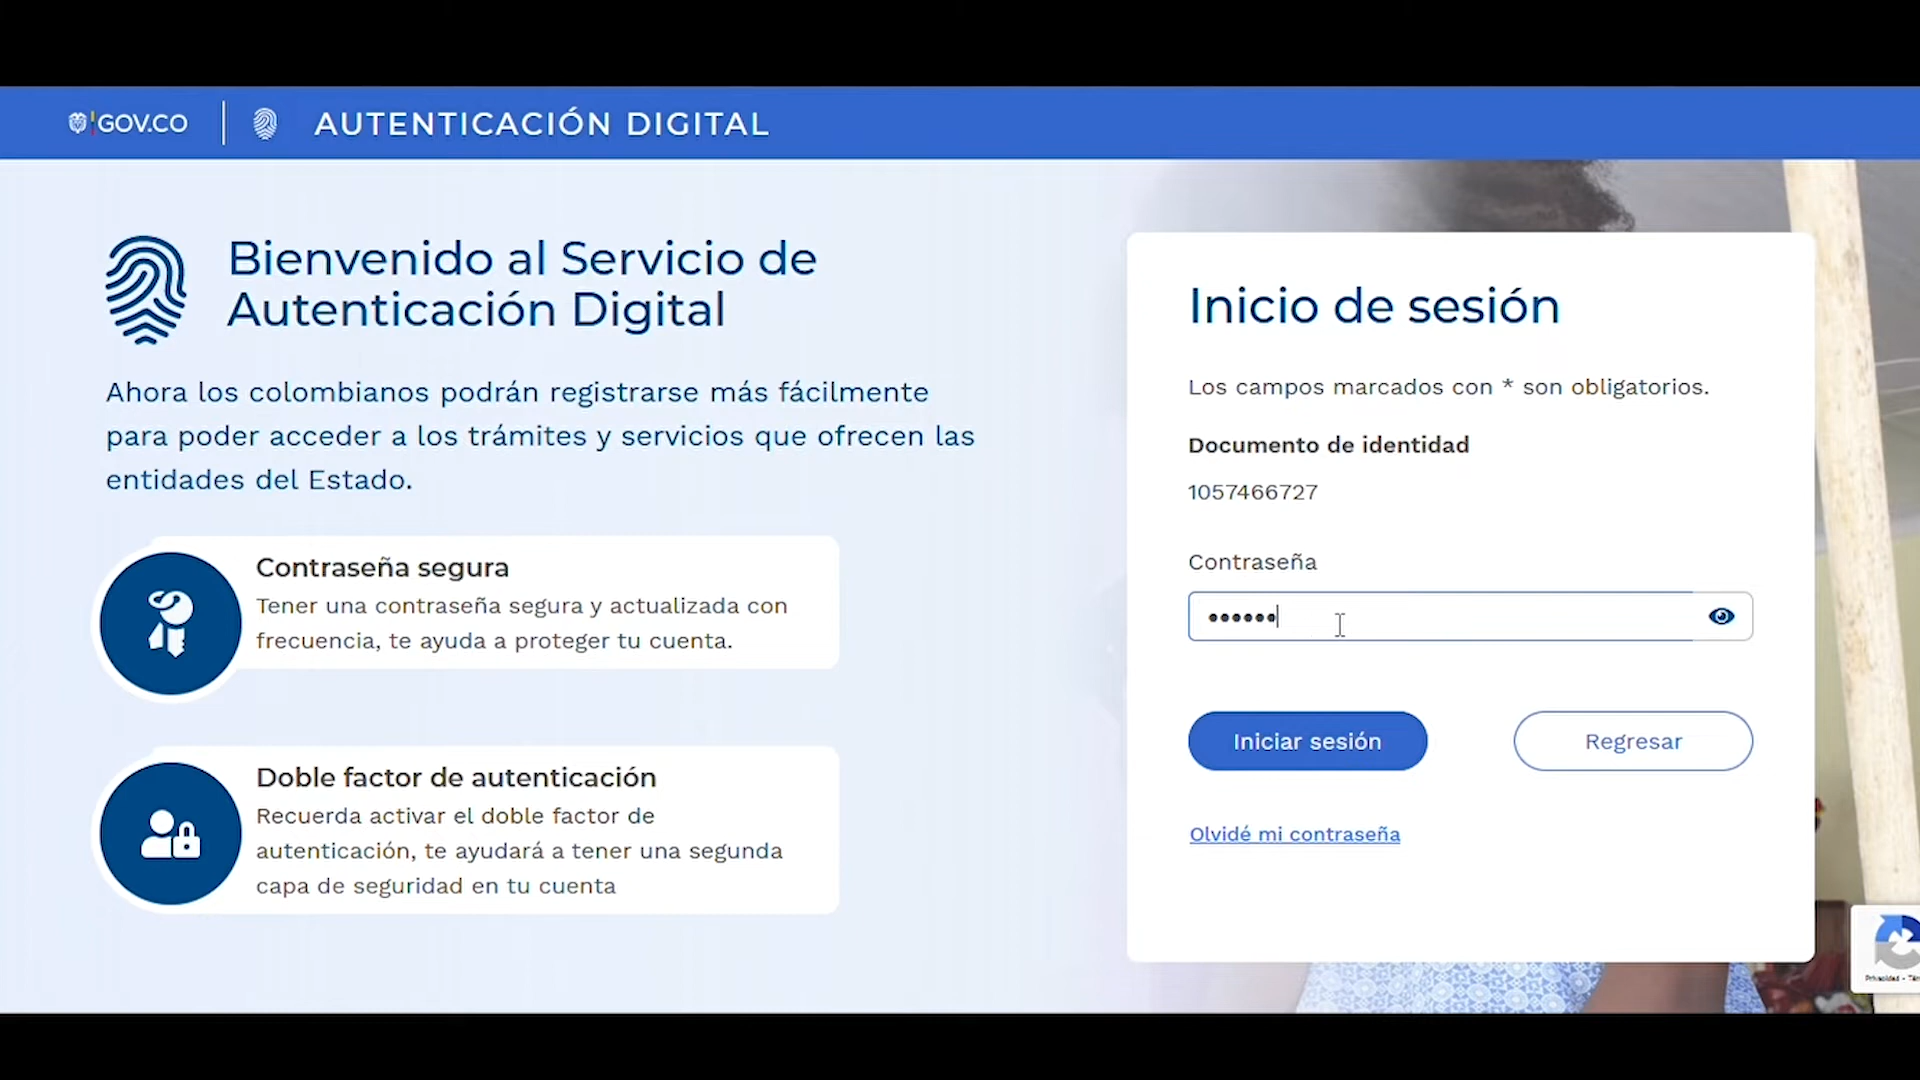 GOV.CO
AUTENTICACIÓN DIGITAL
Bienvenido al Servicio de
Autenticación Digital
Ahora los colombianos podrán registrarse más fácilmente
para poder acceder a los trámites y servicios que ofrecen las
entidades del Estado.
Contraseña segura
Tener una contraseña segura y actualizada con
frecuencia, te ayuda a proteger tu cuenta.
Doble factor de autenticación
Recuerda activar el doble factor de
autenticación, te ayudará a tener una segunda
capa de seguridad en tu cuenta
Inicio de sesión
Los campos marcados con * son obligatorios.
Documento de identidad
1057466727
Contraseña
••••••
Iniciar sesión
Regresar
Olvidé mi contraseña
Privacidad -